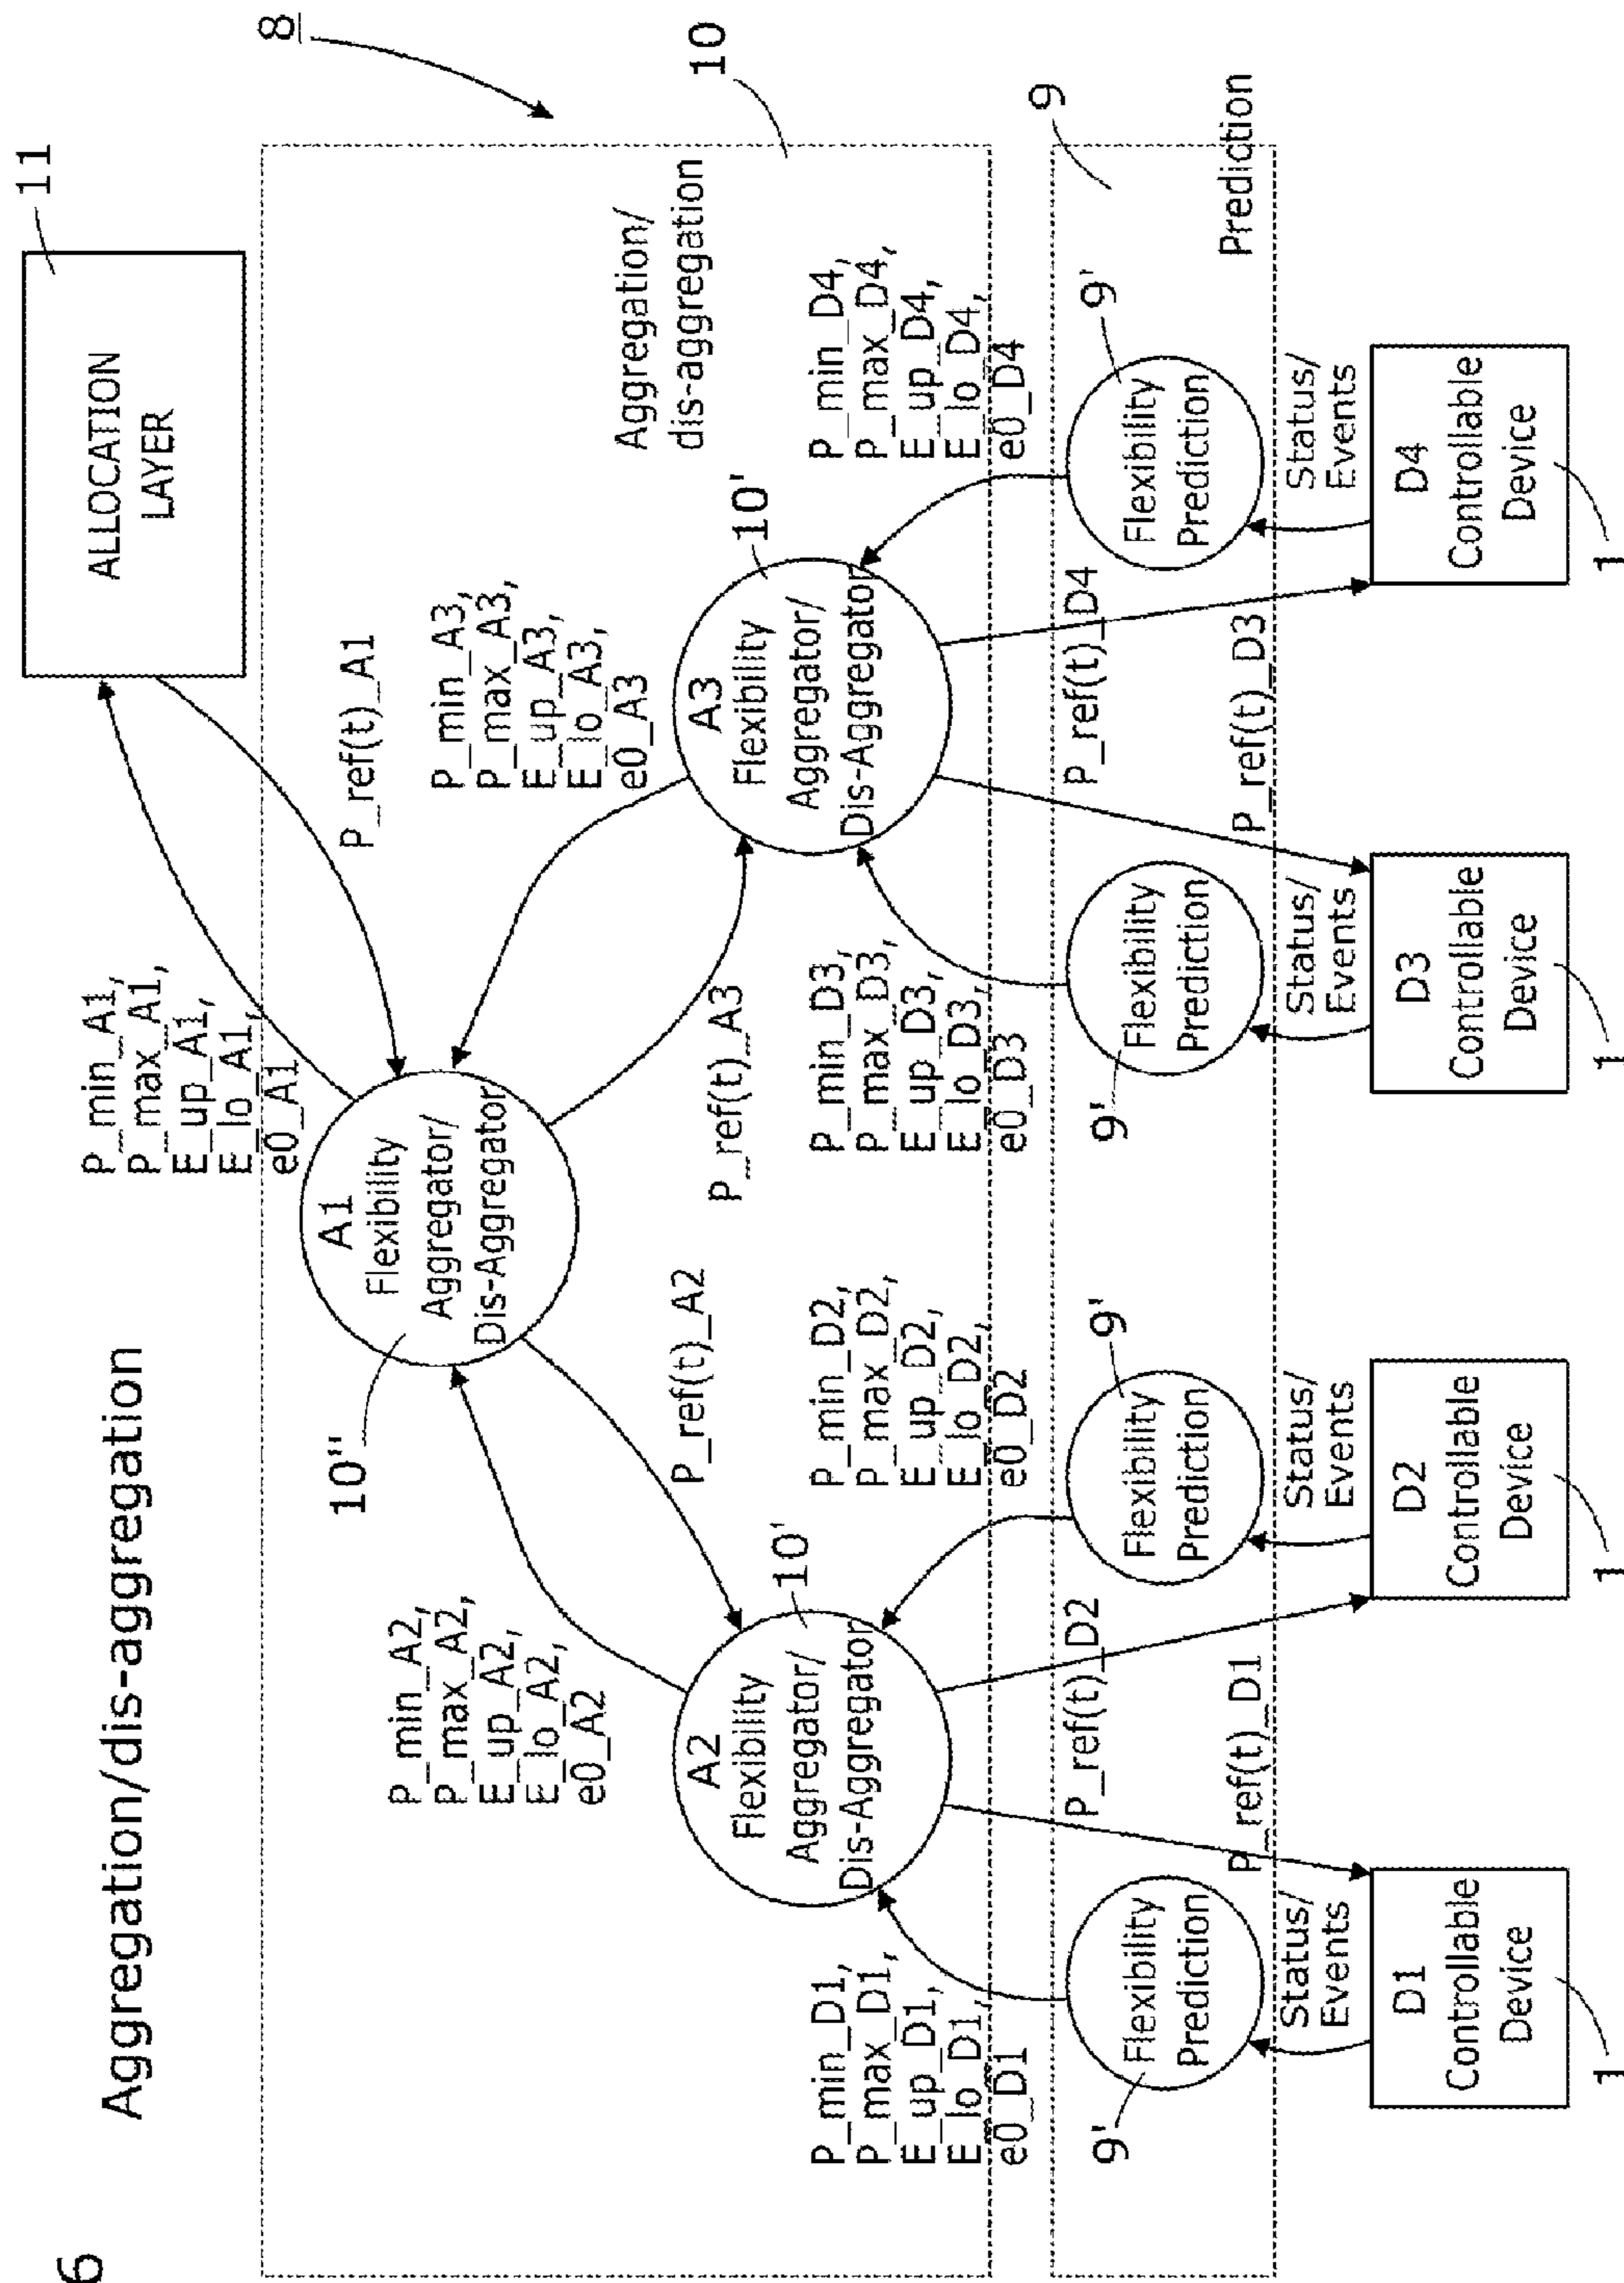 6
Aggregation/dis-aggregation
8
11
ALLOCATION
LAYER
P_min_A1,
P_max_A1,
E_up_A1,
E_lo_A1,
e0_A1
P_ref(t)_A1
10
Aggregation/
dis-aggregation
10''
A1
Flexibility
Aggregator/
Dis-Aggregator
P_min_A2,
P_max_A2,
E_up_A2,
E_lo_A2,
e0_A2
P_ref(t)_A2
P_ref(t)_A3
P_min_A3,
P_max_A3,
E_up_A3,
E_lo_A3,
e0_A3
10'
A2
Flexibility
Aggregator/
Dis-Aggregator
10'
A3
Flexibility
Aggregator/
Dis-Aggregator
P_min_D1,
P_max_D1,
E_up_D1,
E_lo_D1,
e0_D1
P_min_D2,
P_max_D2,
E_up_D2,
E_lo_D2,
e0_D2
P_min_D3,
P_max_D3,
E_up_D3,
E_lo_D3,
e0_D3
P_min_D4,
P_max_D4,
E_up_D4,
E_lo_D4,
e0_D4
9
Prediction
9'
Flexibility
Prediction
P_ref(t)_D2
P_ref(t)_D1
9'
Flexibility
Prediction
9'
Flexibility
Prediction
P_ref(t)_D4
P_ref(t)_D3
9'
Flexibility
Prediction
Status/
Events
Status/
Events
Status/
Events
Status/
Events
D1
Controllable
Device
D2
Controllable
Device
D3
Controllable
Device
D4
Controllable
Device
1
1
1
1